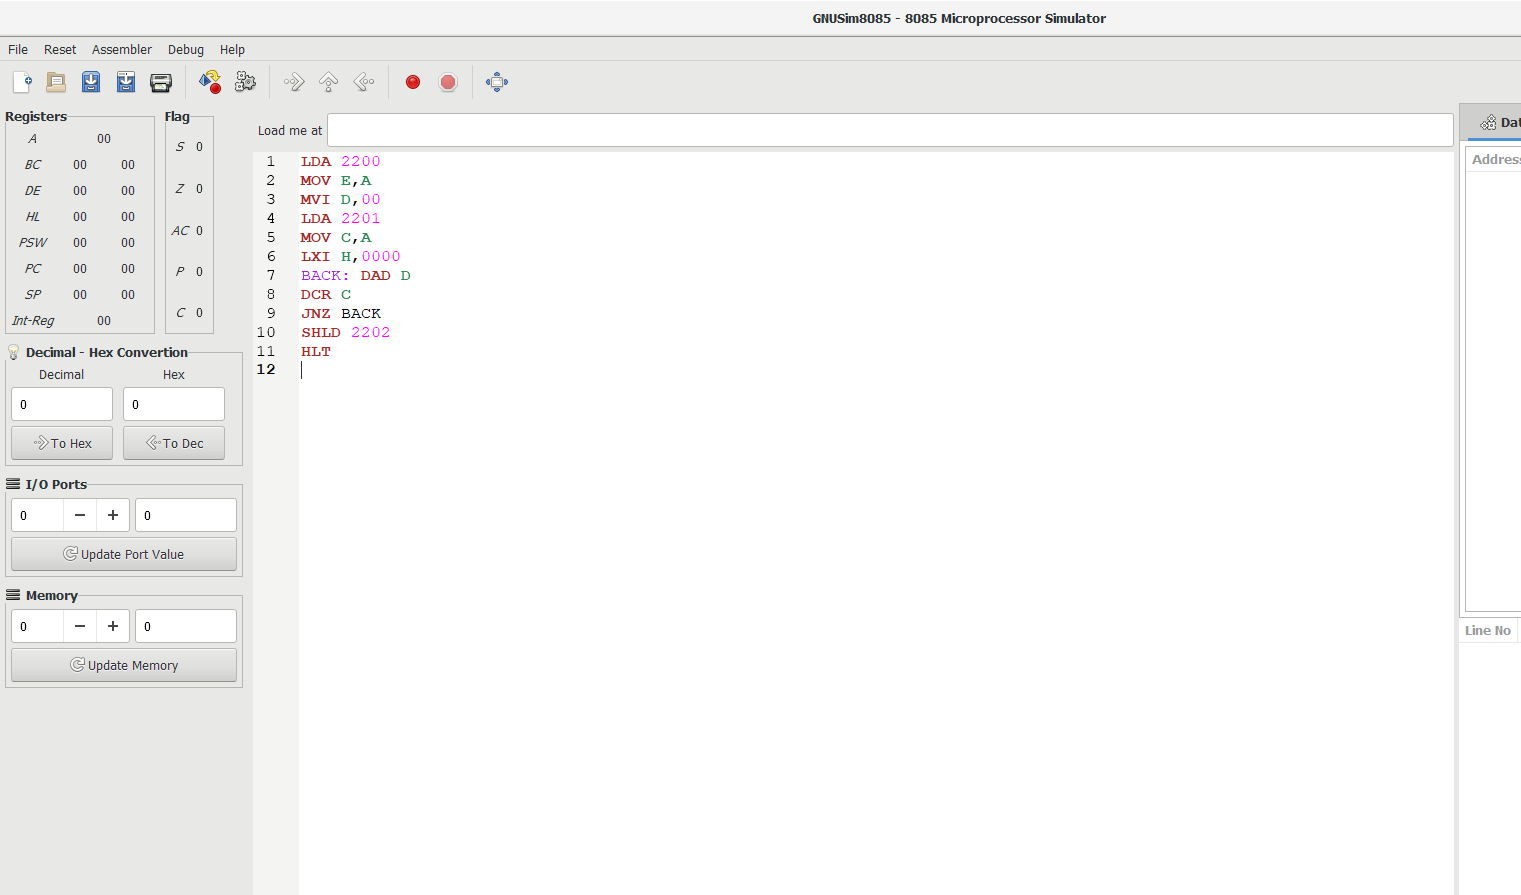 GNUSim8085 - 8085 Microprocessor Simulator
File Reset Assembler Debug Help
Registers
A 00
BC 00 00
DE 00 00
HL 00 00
PSW 00 00
PC 00 00
SP 00 00
Int-Reg 00
Flag
S 0
Z 0
AC 0
P 0
C 0
Decimal - Hex Convertion
Decimal Hex
0 0
To Hex To Dec
I/O Ports
0 − + 0
Update Port Value
Memory
0 − + 0
Update Memory
Load me at
1 LDA 2200
2 MOV E,A
3 MVI D,00
4 LDA 2201
5 MOV C,A
6 LXI H,0000
7 BACK: DAD D
8 DCR C
9 JNZ BACK
10 SHLD 2202
11 HLT
12
Dat
Address
Line No